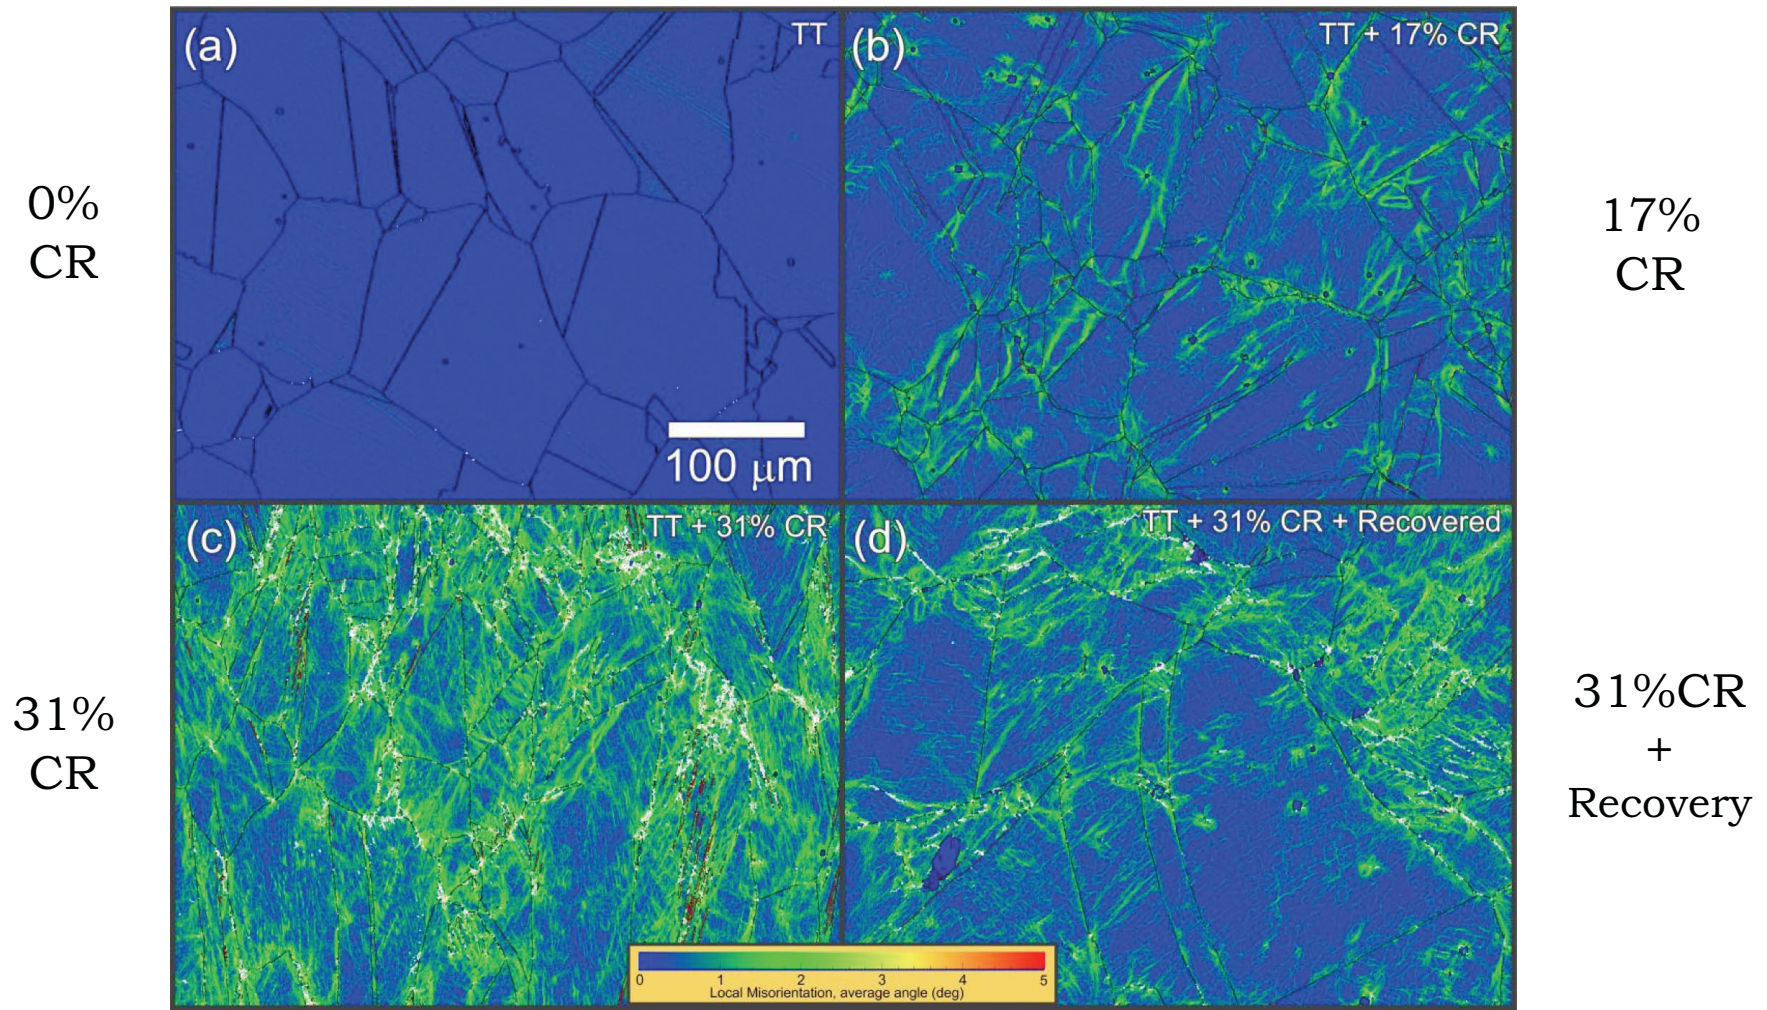 0%
CR
(a)
TT
100 μm
(b)
TT + 17% CR
17%
CR
31%
CR
(c)
TT + 31% CR
(d)
TT + 31% CR + Recovered
31%CR
+
Recovery
0 1 2 3 4 5
Local Misorientation, average angle (deg)